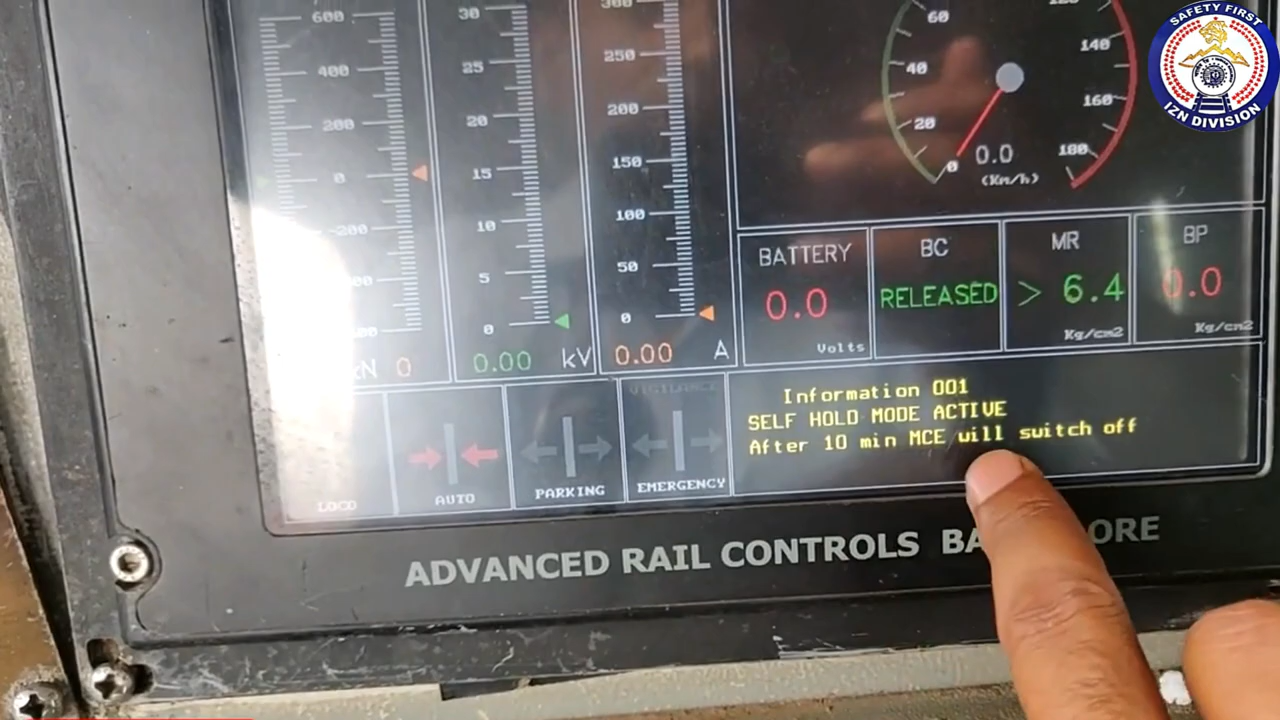 SAFETY FIRST
IZN DIVISION
600
400
200
0
-200
kN 0
30
25
20
15
10
5
0
0.00 kV
300
250
200
150
100
50
0
0.00 A
60
40
20
0
140
160
180
0.0
(Km/h)
BATTERY
0.0
Volts
BC
RELEASED
MR
> 6.4
Kg/cm2
BP
0.0
Kg/cm2
LOCO
AUTO
PARKING
VIGILANCE
EMERGENCY
Information 001
SELF HOLD MODE ACTIVE
After 10 min MCE will switch off
ADVANCED RAIL CONTROLS